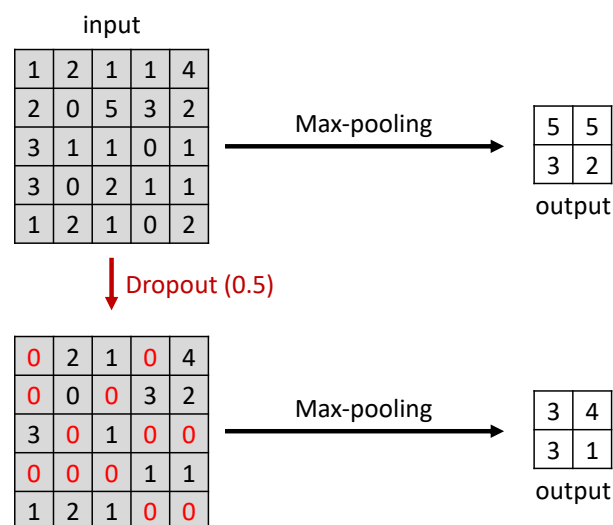 input
1 2 1 1 4
2 0 5 3 2
3 1 1 0 1
3 0 2 1 1
1 2 1 0 2
Max-pooling
5 5
3 2
output
Dropout (0.5)
0 2 1 0 4
0 0 0 3 2
3 0 1 0 0
0 0 0 1 1
1 2 1 0 0
Max-pooling
3 4
3 1
output